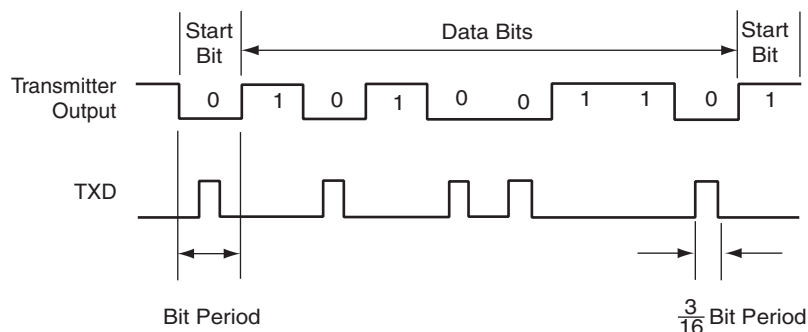 Start
Bit
Data Bits
Start
Bit
Transmitter
Output
0 1 0 1 0 0 1 1 0 1
TXD
Bit Period
3/16 Bit Period